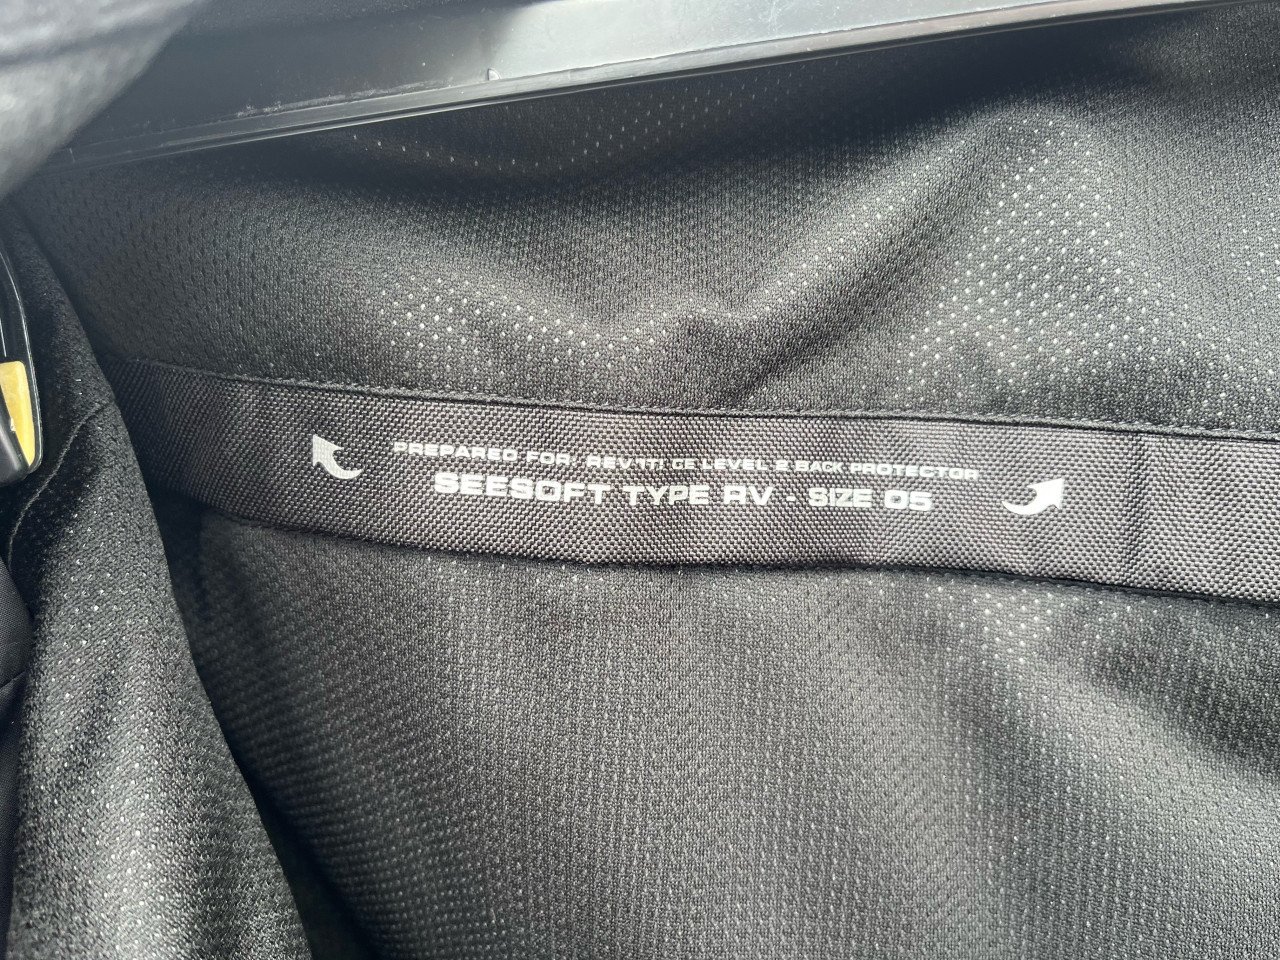 PREPARED FOR: REV'IT! CE LEVEL 2 BACK PROTECTOR
SEESOFT TYPE RV - SIZE 05